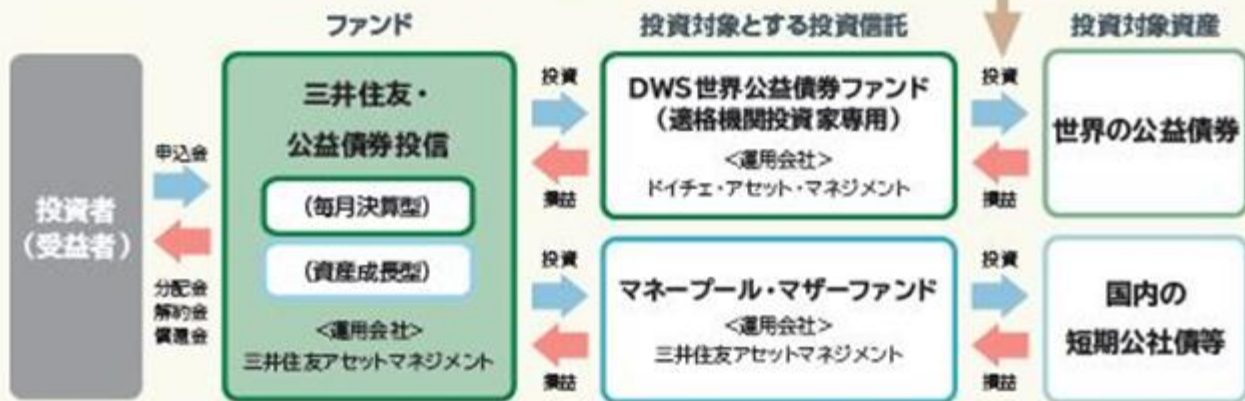 ファンド
投資対象とする投資信託
投資対象資産
投資者
(受益者)
申込金
分配金
解約金
償還金
三井住友・
公益債券投信
(毎月決算型)
(資産成長型)
<運用会社>
三井住友アセットマネジメント
投資
損益
投資
損益
DWS世界公益債券ファンド
(適格機関投資家専用)
<運用会社>
ドイチェ・アセット・マネジメント
マネープール・マザーファンド
<運用会社>
三井住友アセットマネジメント
投資
損益
投資
損益
世界の公益債券
国内の
短期公社債等